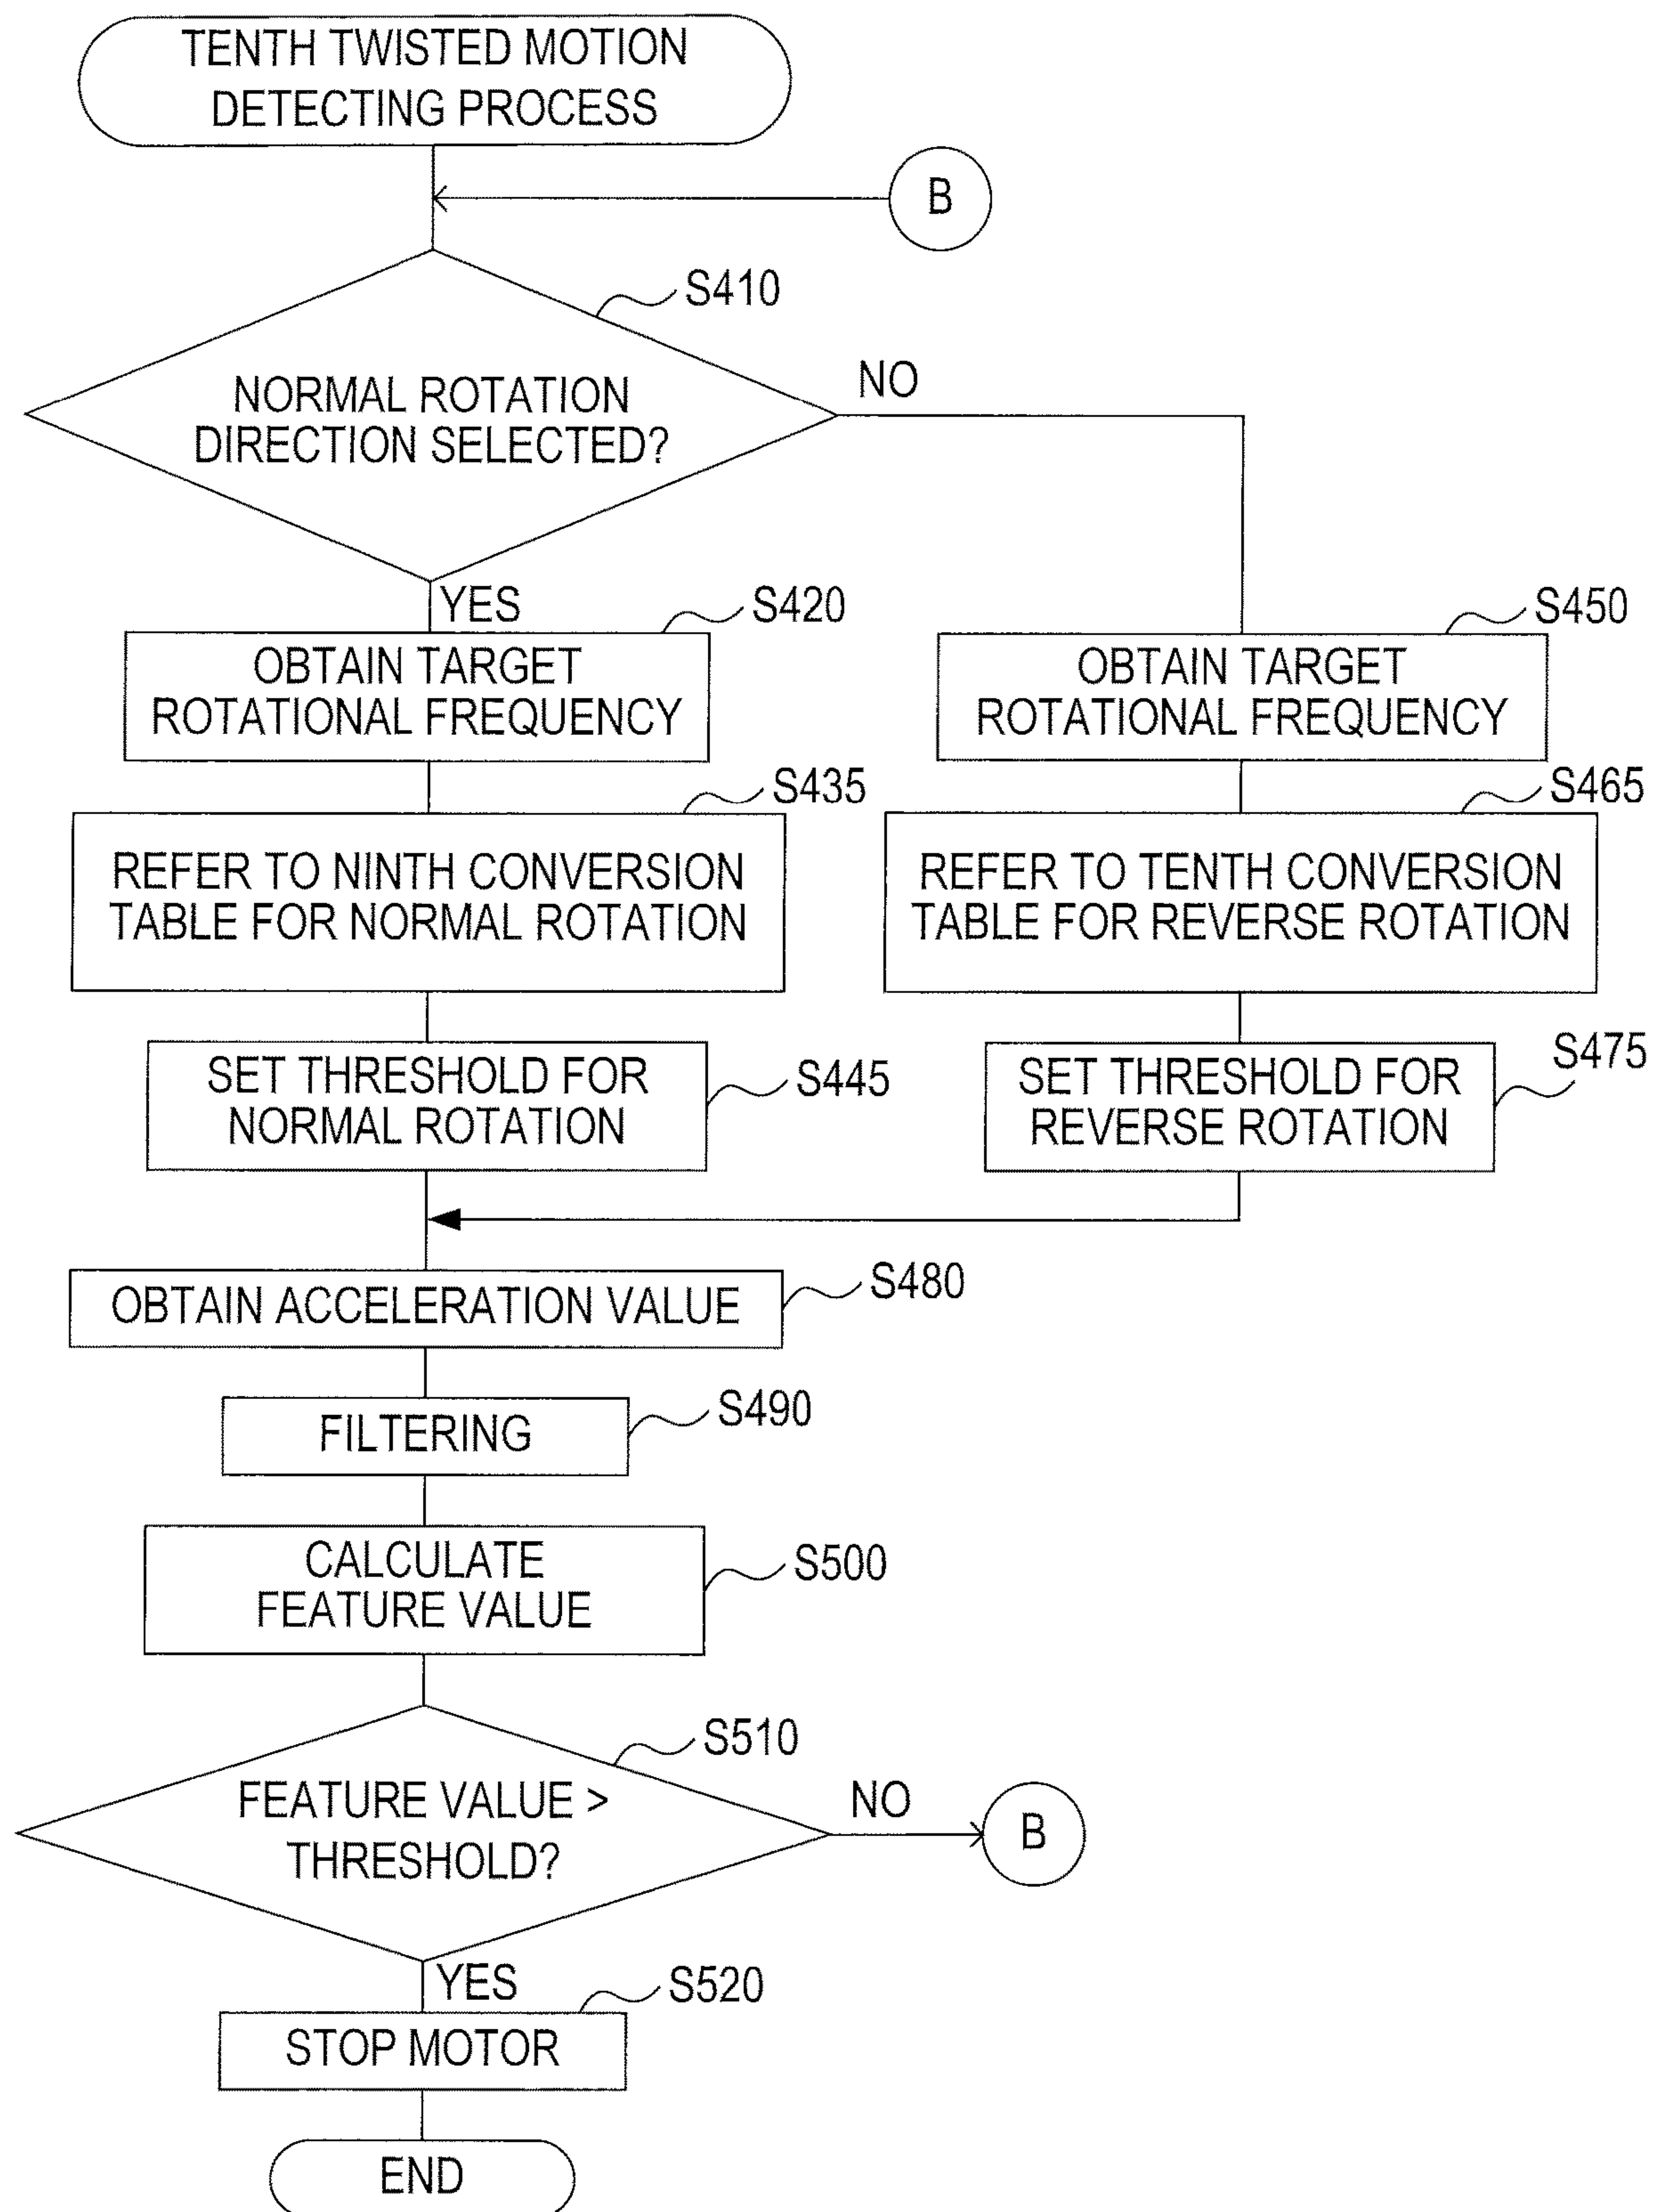 TENTH TWISTED MOTION
DETECTING PROCESS
B
S410
NORMAL ROTATION
DIRECTION SELECTED?
NO
YES
S420
OBTAIN TARGET
ROTATIONAL FREQUENCY
S450
OBTAIN TARGET
ROTATIONAL FREQUENCY
S435
REFER TO NINTH CONVERSION
TABLE FOR NORMAL ROTATION
S465
REFER TO TENTH CONVERSION
TABLE FOR REVERSE ROTATION
S445
SET THRESHOLD FOR
NORMAL ROTATION
S475
SET THRESHOLD FOR
REVERSE ROTATION
S480
OBTAIN ACCELERATION VALUE
S490
FILTERING
S500
CALCULATE
FEATURE VALUE
S510
FEATURE VALUE >
THRESHOLD?
NO
B
YES
S520
STOP MOTOR
END